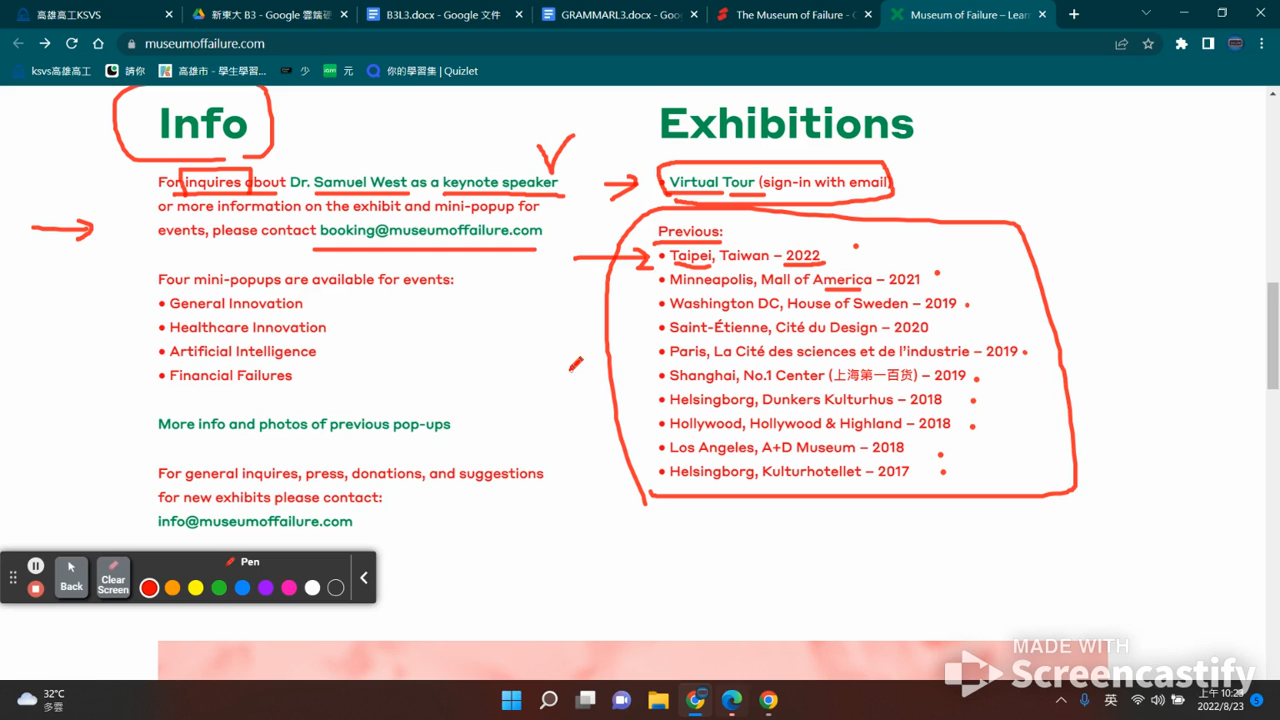 高雄高工KSVS
新東大 B3 - Google 雲端硬
B3L3.docx - Google 文件
GRAMMARL3.docx - Google
The Museum of Failure -
Museum of Failure – Lear
museumoffailure.com
ksvs高雄高工
請你
高雄市 - 學生學習...
少
元
你的學習集 | Quizlet
Info
For inquires about Dr. Samuel West as a keynote speaker
or more information on the exhibit and mini-popup for
events, please contact booking@museumoffailure.com
Four mini-popups are available for events:
• General Innovation
• Healthcare Innovation
• Artificial Intelligence
• Financial Failures
More info and photos of previous pop-ups
For general inquires, press, donations, and suggestions
for new exhibits please contact:
info@museumoffailure.com
Exhibitions
• Virtual Tour (sign-in with email)
Previous:
• Taipei, Taiwan – 2022
• Minneapolis, Mall of America – 2021
• Washington DC, House of Sweden – 2019
• Saint-Étienne, Cité du Design – 2020
• Paris, La Cité des sciences et de l’industrie – 2019
• Shanghai, No.1 Center (上海第一百货) – 2019
• Helsingborg, Dunkers Kulturhus – 2018
• Hollywood, Hollywood & Highland – 2018
• Los Angeles, A+D Museum – 2018
• Helsingborg, Kulturhotellet – 2017
Pen
Back
Clear
Screen
MADE WITH
Screencastify
32°C
多雲
英
上午 10:23
2022/8/23
5